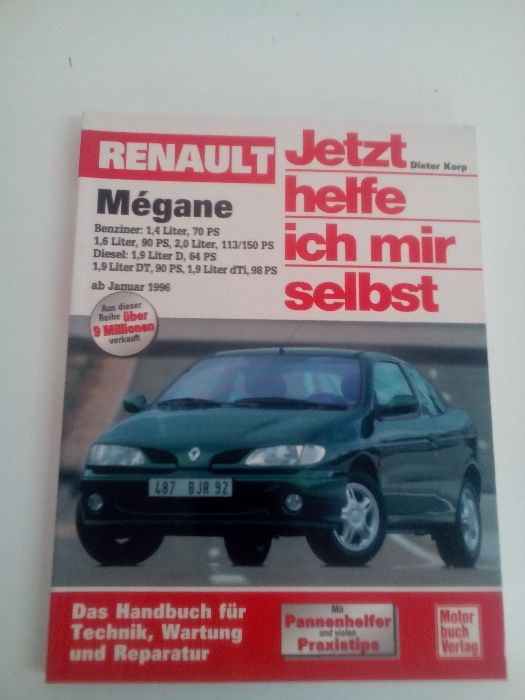 RENAULT
Mégane
Benziner: 1,4 Liter, 70 PS
1,6 Liter, 90 PS, 2,0 Liter, 113/150 PS
Diesel: 1,9 Liter D, 64 PS
1,9 Liter DT, 90 PS, 1,9 Liter dTi, 98 PS
ab Januar 1996
Jetzt
Dieter Korp
helfe
ich mir
selbst
Aus dieser
Reihe über
9 Millionen
verkauft
487 BJR 92
Das Handbuch für
Technik, Wartung
und Reparatur
Mit
Pannenhelfer
und vielen
Praxistips
Motor
buch
Verlag